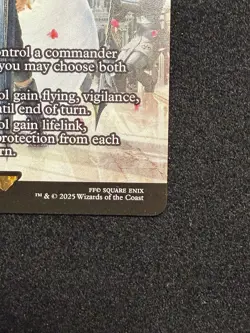 ontrol a commander
you may choose both
ol gain flying, vigilance,
ntil end of turn.
ol gain lifelink,
protection from each
rn.
FF© SQUARE ENIX
™ & © 2025 Wizards of the Coast